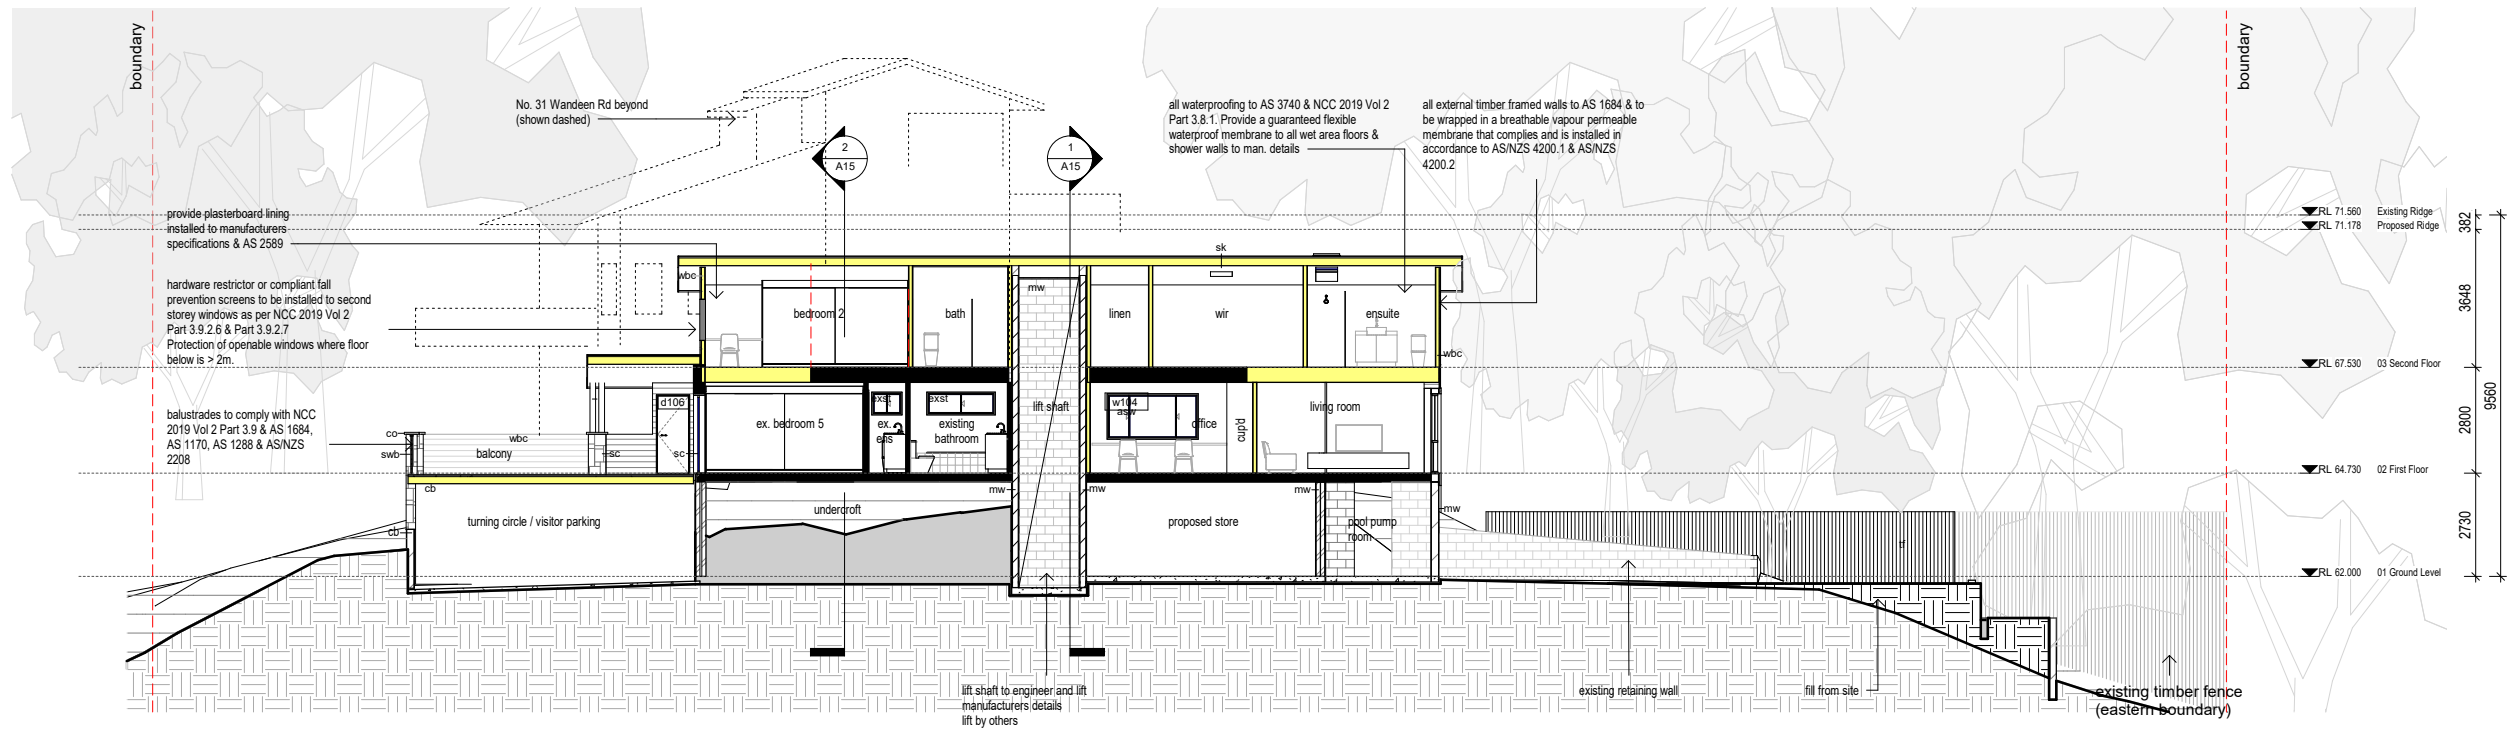 boundary
boundary
No. 31 Wandeen Rd beyond
(shown dashed)
all waterproofing to AS 3740 & NCC 2019 Vol 2
Part 3.8.1. Provide a guaranteed flexible
waterproof membrane to all wet area floors &
shower walls to man. details
all external timber framed walls to AS 1684 & to
be wrapped in a breathable vapour permeable
membrane that complies and is installed in
accordance to AS/NZS 4200.1 & AS/NZS
4200.2
2
A15
1
A15
provide plasterboard lining
installed to manufacturers
specifications & AS 2589
RL 71.560 Existing Ridge
RL 71.178 Proposed Ridge
382
sk
wbc
mw
hardware restrictor or compliant fall
prevention screens to be installed to second
storey windows as per NCC 2019 Vol 2
Part 3.9.2.6 & Part 3.9.2.7
Protection of openable windows where floor
below is > 2m.
bedroom 2
bath
linen
wir
ensuite
3648
wbc
RL 67.530 03 Second Floor
balustrades to comply with NCC
2019 Vol 2 Part 3.9 & AS 1684,
AS 1170, AS 1288 & AS/NZS
2208
d106
exst
exst
w104
asw
lift shaft
living room
office
cup'd
ex. bedroom 5
ex.
ens
existing
bathroom
2800
9560
co
swb
wbc
balcony
sc
sc
RL 64.730 02 First Floor
cb
mw
mw
mw
mw
undercroft
turning circle / visitor parking
proposed store
pool pump
room
cb
tf
2730
RL 62.000 01 Ground Level
lift shaft to engineer and lift
manufacturers details
lift by others
existing retaining wall
fill from site
existing timber fence
(eastern boundary)